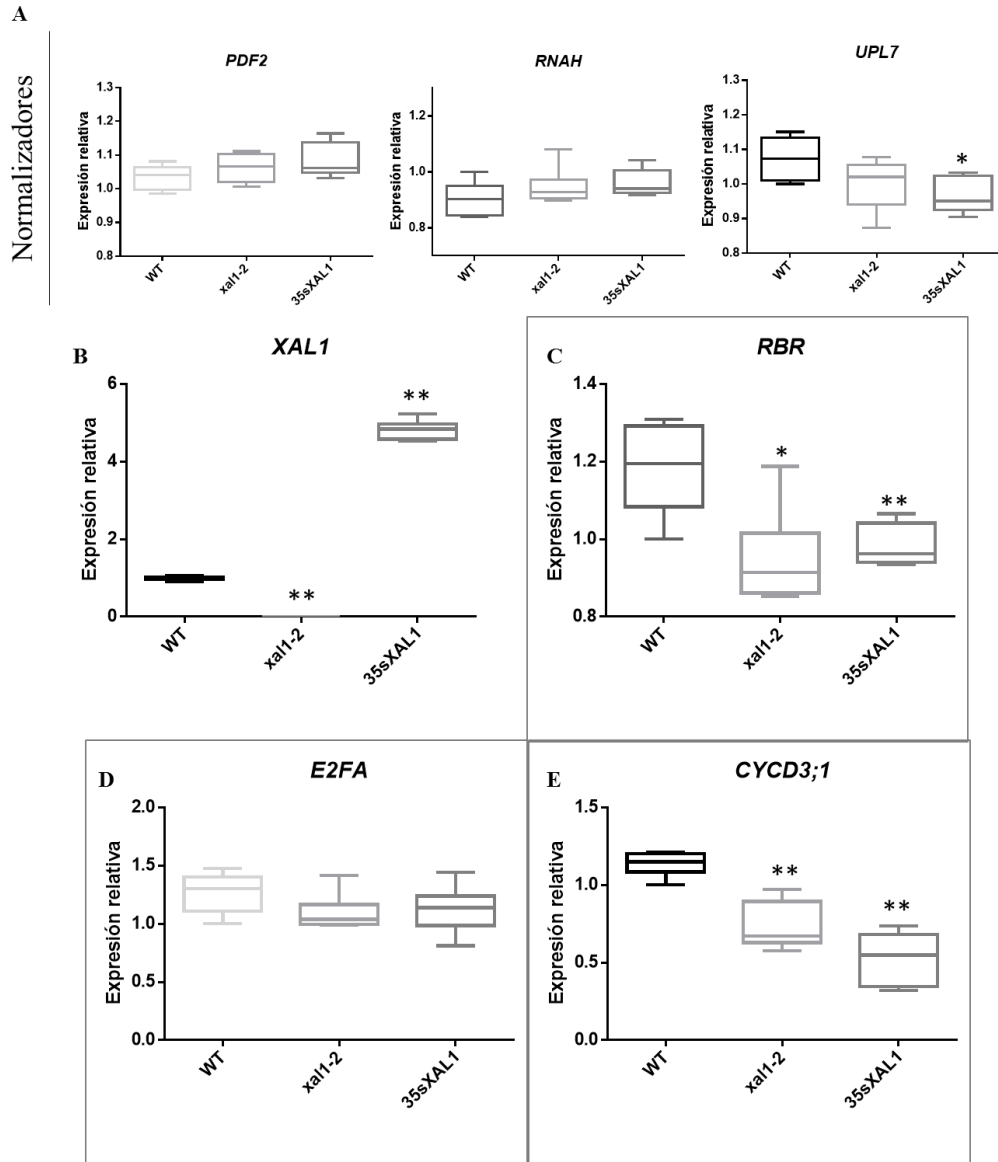 A
Normalizadores
PDF2
Expresión relativa
1.3
1.2
1.1
1.0
0.9
0.8
WT
xal1-2
35sXAL1
RNAH
Expresión relativa
1.2
1.0
0.8
WT
xal1-2
35sXAL1
UPL7
Expresión relativa
1.3
1.2
1.1
1.0
0.9
0.8
*
WT
xal1-2
35sXAL1
B
XAL1
Expresión relativa
6
4
2
0
**
**
WT
xal1-2
35sXAL1
C
RBR
Expresión relativa
1.4
1.2
1.0
0.8
*
**
WT
xal1-2
35sXAL1
D
E2FA
Expresión relativa
2.0
1.5
1.0
0.5
0.0
WT
xal1-2
35sXAL1
E
CYCD3;1
Expresión relativa
1.5
1.0
0.5
0.0
**
**
WT
xal1-2
35sXAL1